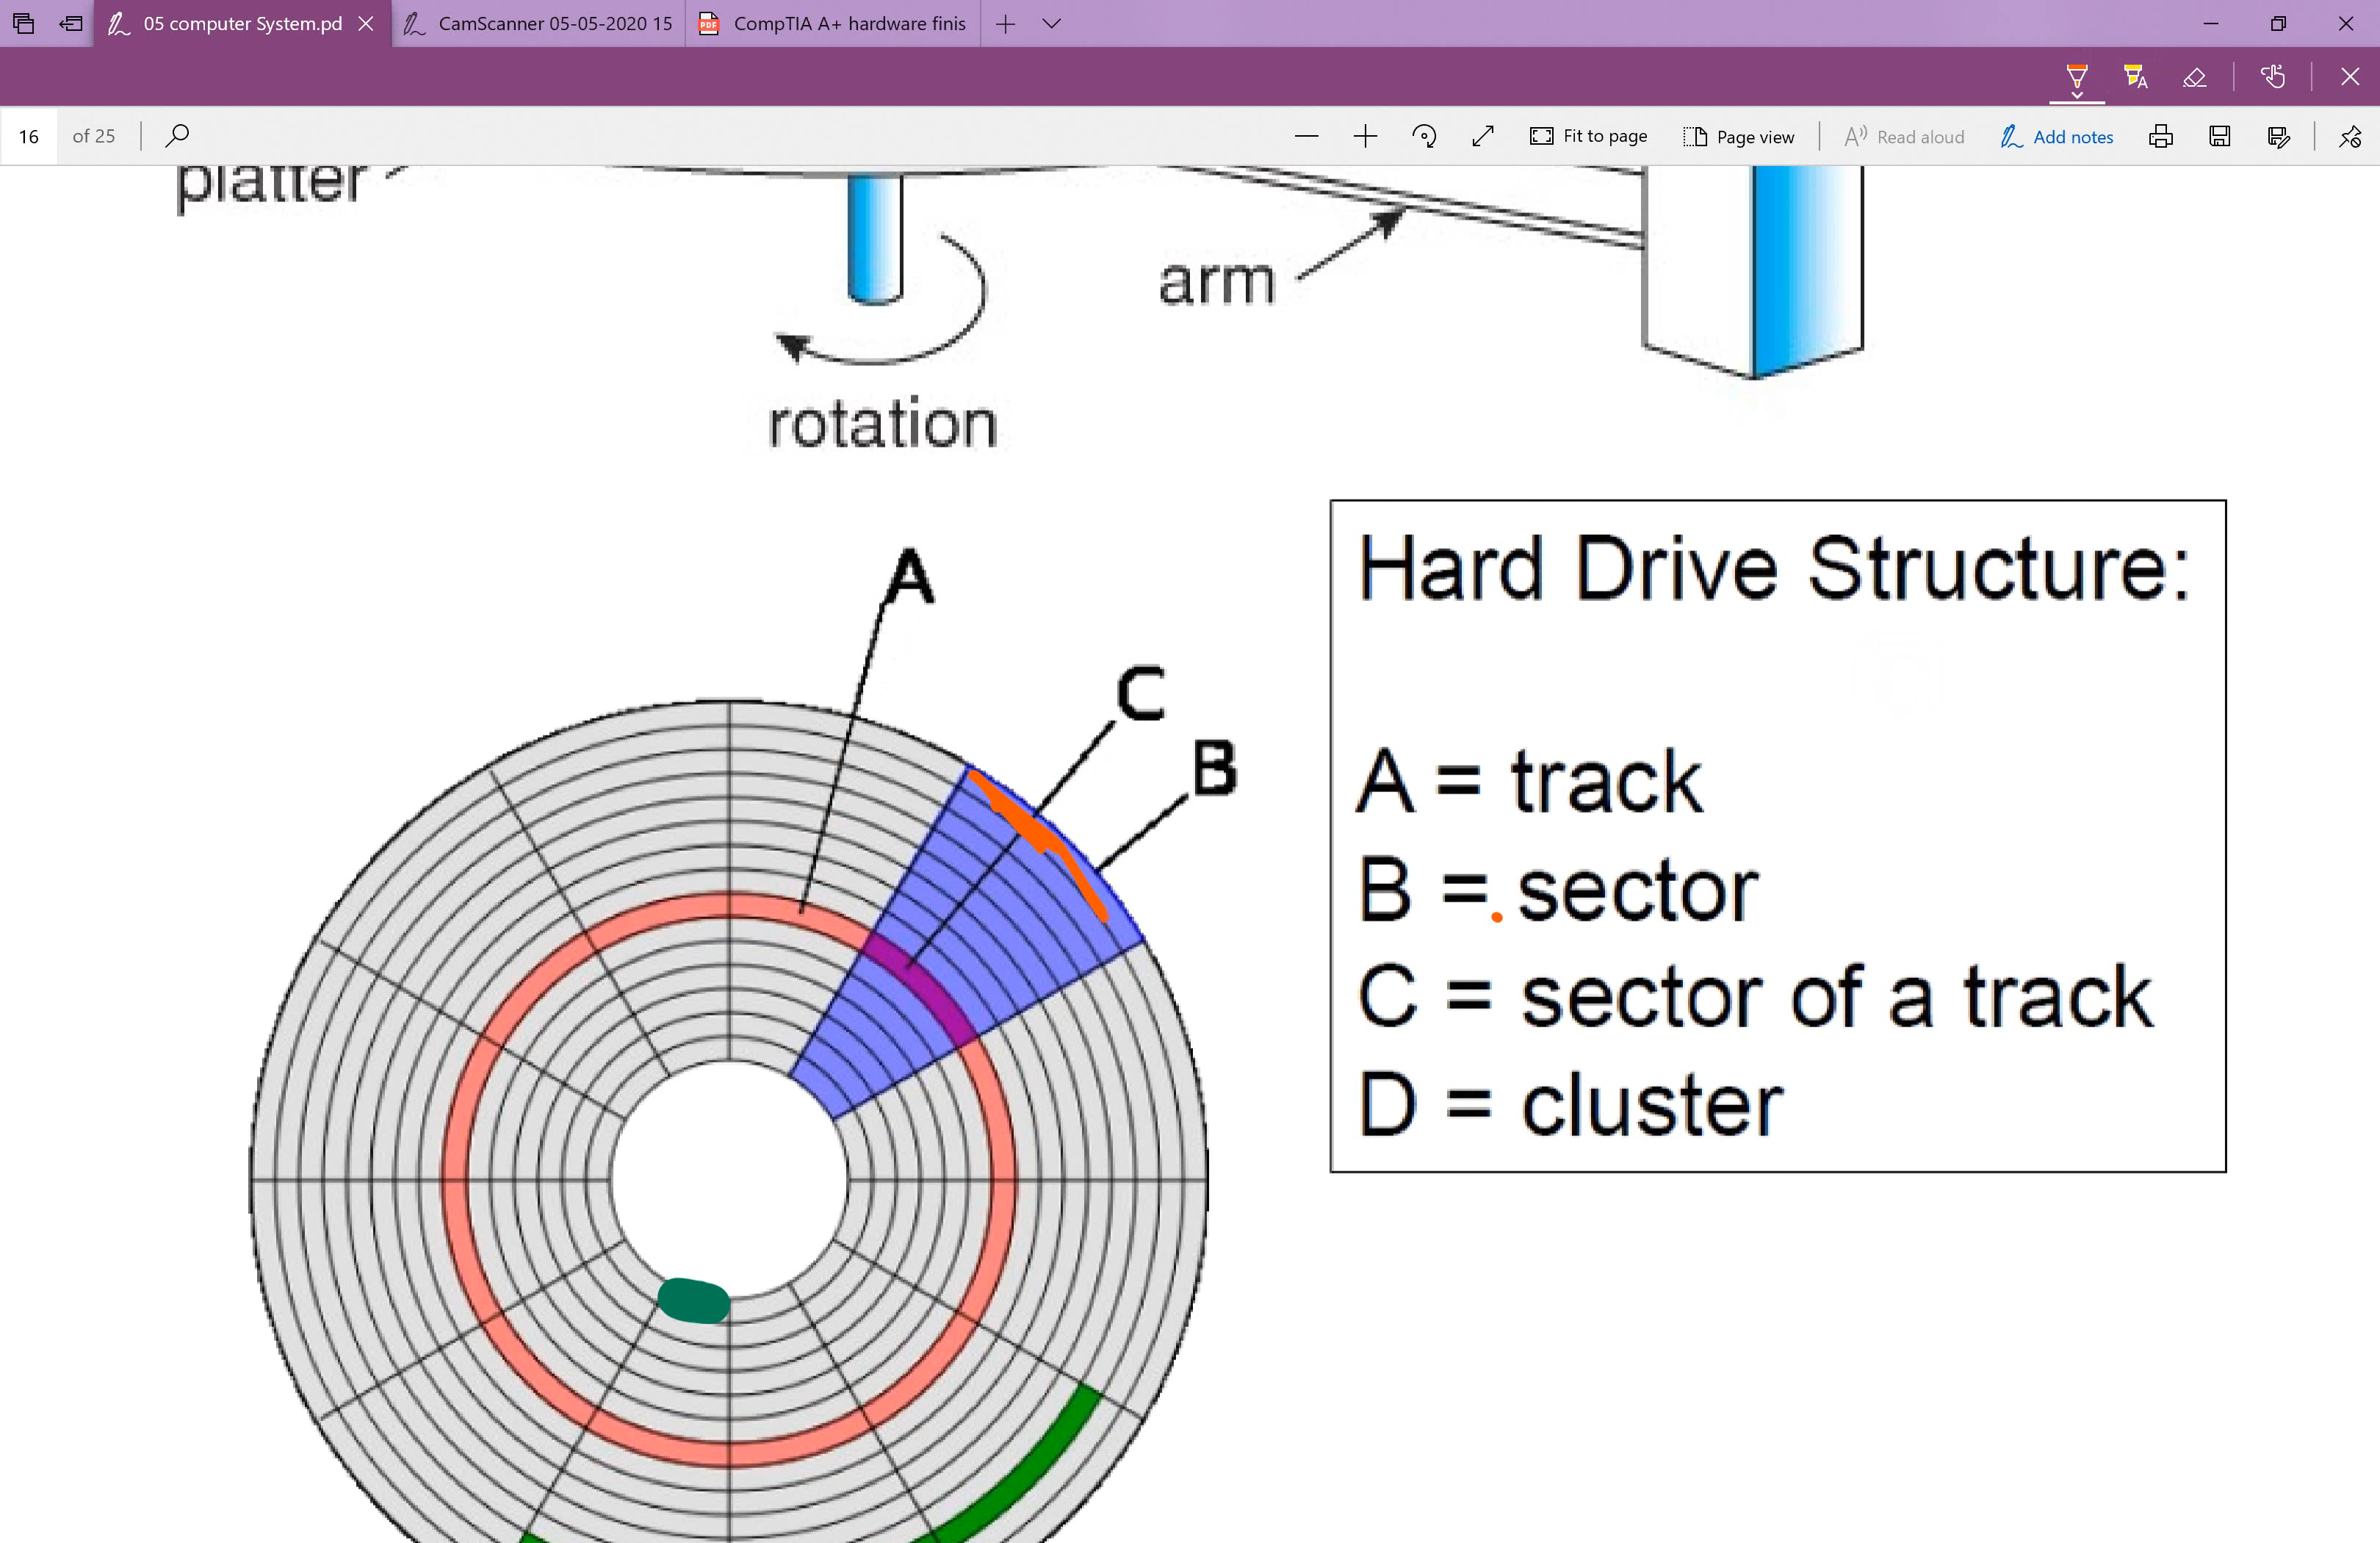 05 computer System.pd
CamScanner 05-05-2020 15
PDF
CompTIA A+ hardware finis
A
16
of 25
Fit to page
Page view
A
Read aloud
Add notes
platter
arm
rotation
A
C
B
Hard Drive Structure:
A = track
B = sector
C = sector of a track
D = cluster